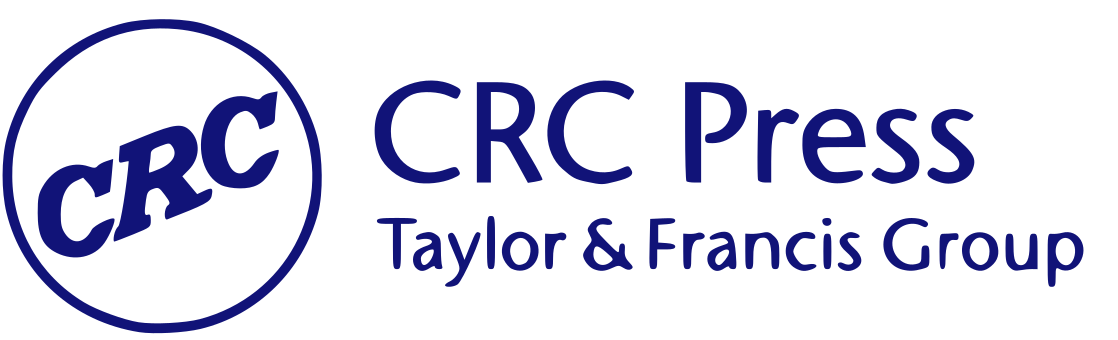 CRC
CRC Press
Taylor & Francis Group